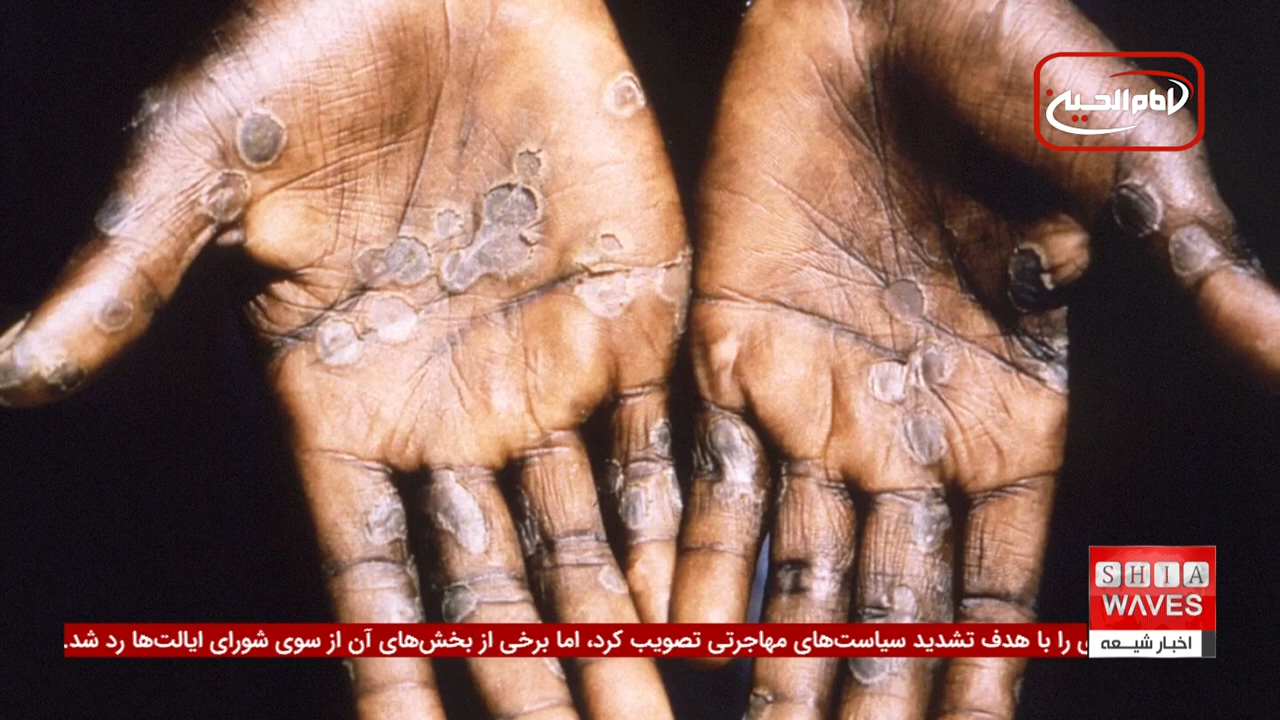 امام الحسین
SHIA
WAVES
ی را با هدف تشدید سیاست‌های مهاجرتی تصویب کرد، اما برخی از بخش‌های آن از سوی شورای ایالت‌ها رد شد.
اخبار شیعه